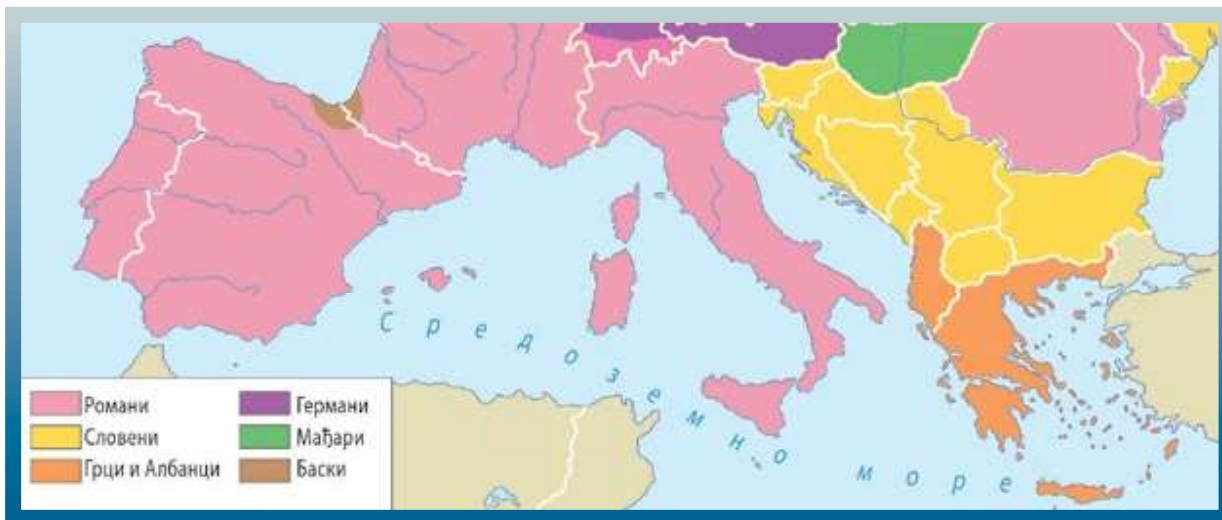 Средоземно море
Романи
Словени
Грци и Албанци
Германи
Мађари
Баски